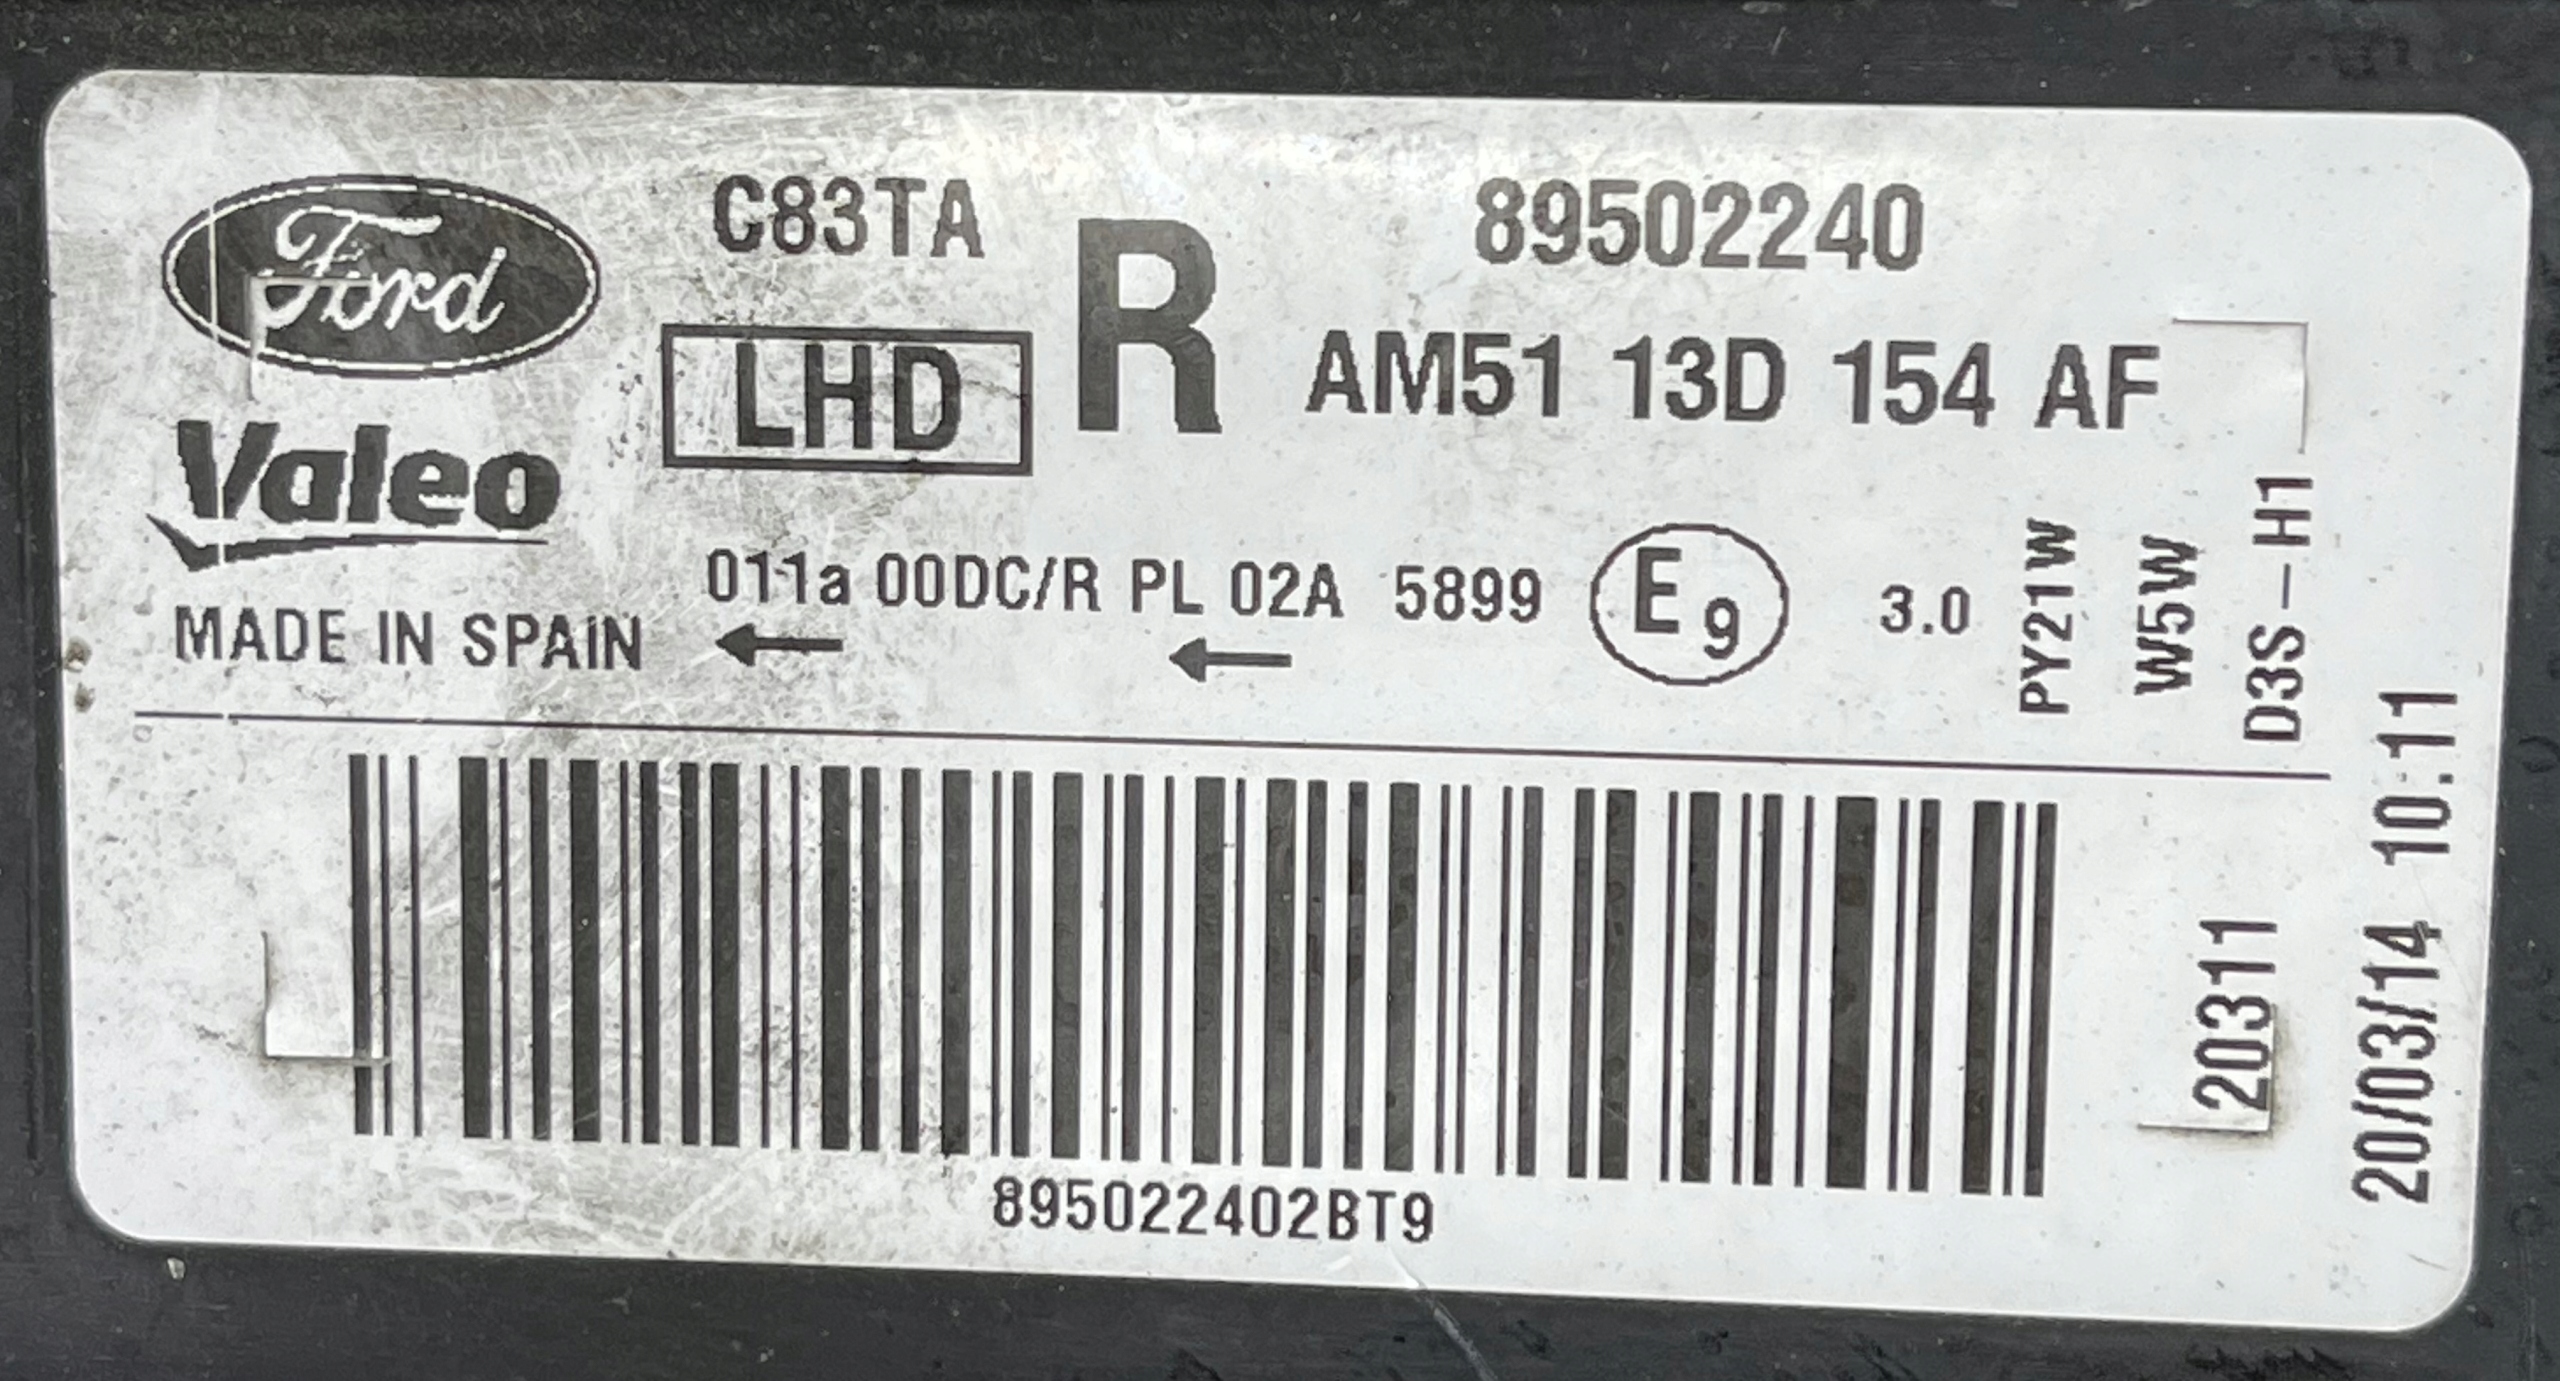 Ford
C83TA
89502240
LHD
R
AM51 13D 154 AF
Valeo
011a 00DC/R PL 02A 5899
E9
3.0
PY21W
W5W
D3S-H1
MADE IN SPAIN
20311
20/03/14 10:11
895022402BT9